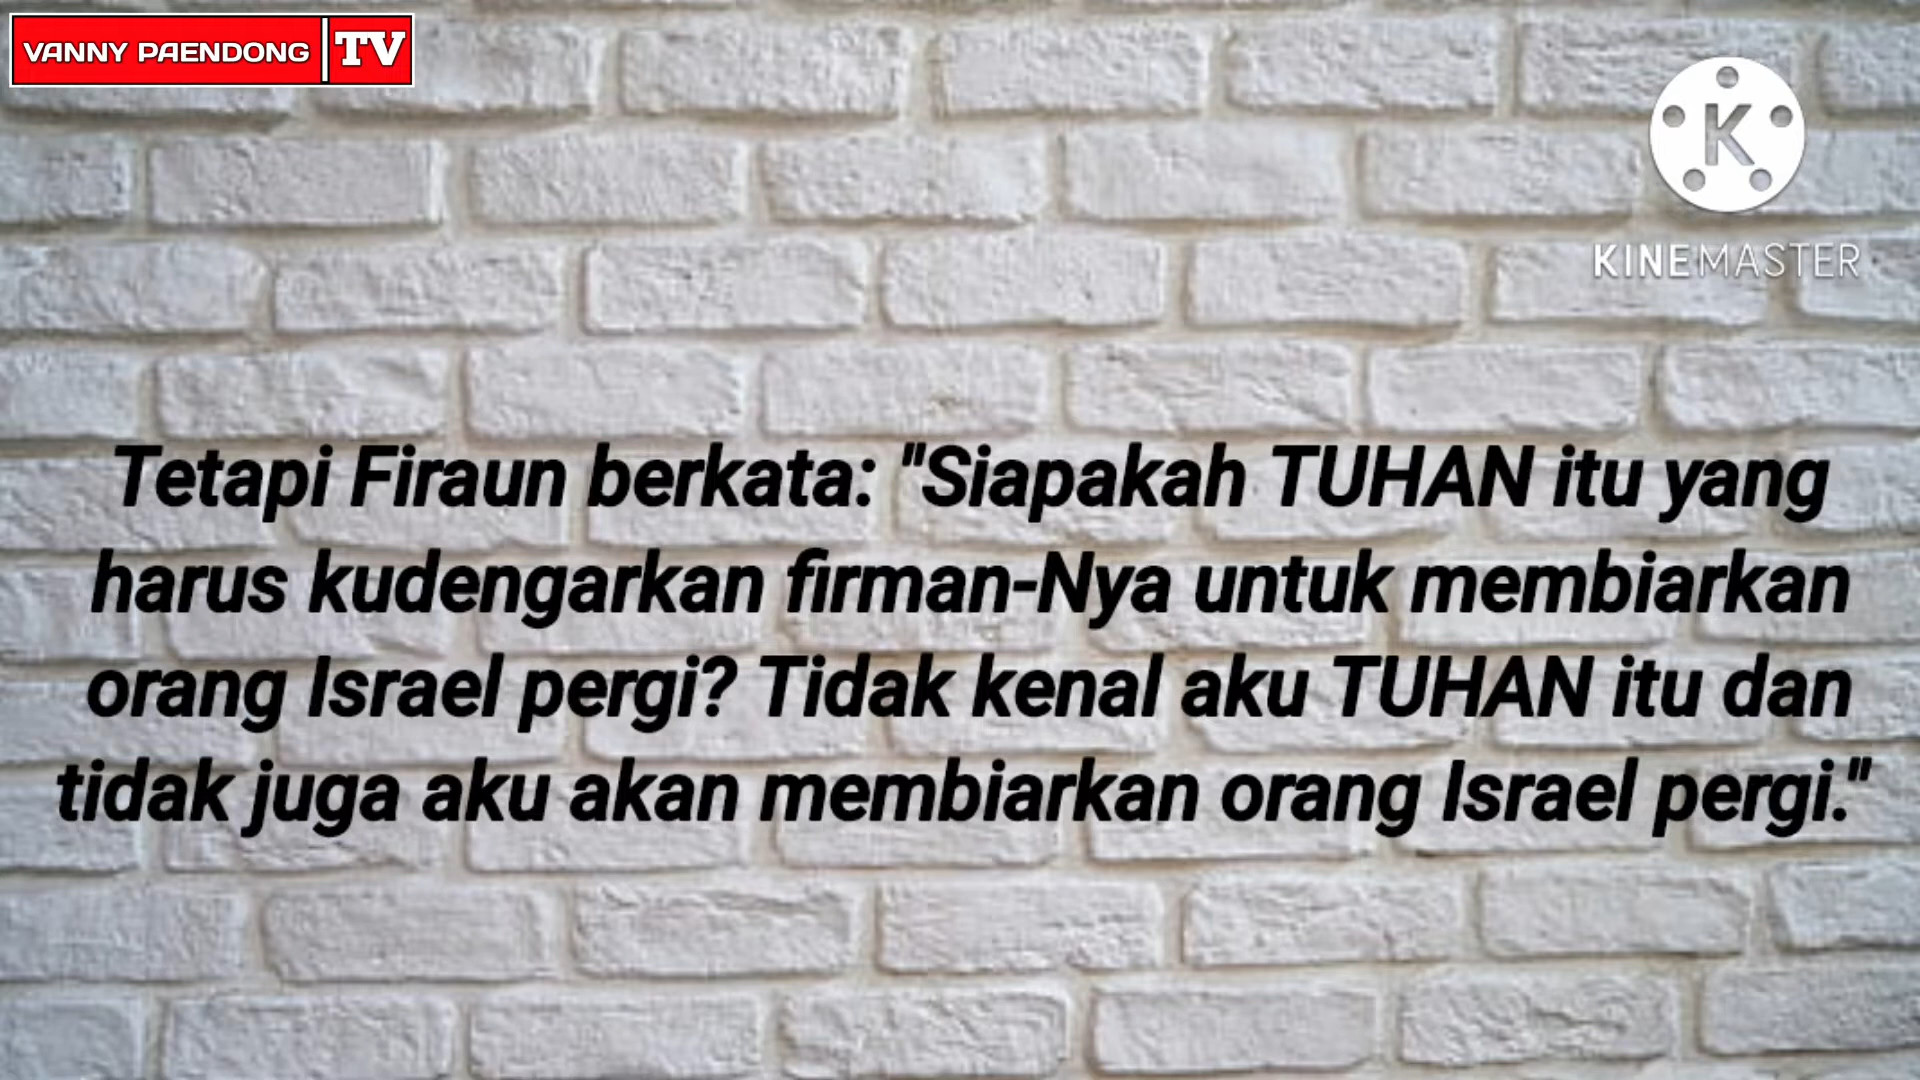 VANNY PAENDONG TV
K
KINEMASTER
Tetapi Firaun berkata: "Siapakah TUHAN itu yang
harus kudengarkan firman-Nya untuk membiarkan
orang Israel pergi? Tidak kenal aku TUHAN itu dan
tidak juga aku akan membiarkan orang Israel pergi."